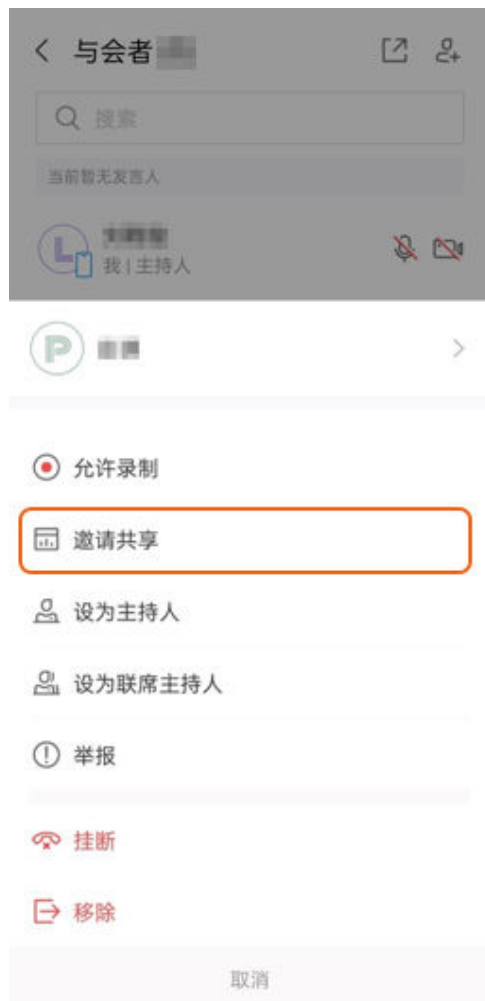 与会者
搜索
当前暂无发言人
L
我 | 主持人
P
允许录制
邀请共享
设为主持人
设为联席主持人
举报
挂断
移除
取消